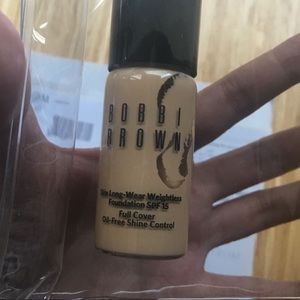 BOBBI
BROWN
Skin Long-Wear Weightless
Foundation SPF 15
Full Cover
Oil-Free Shine Control